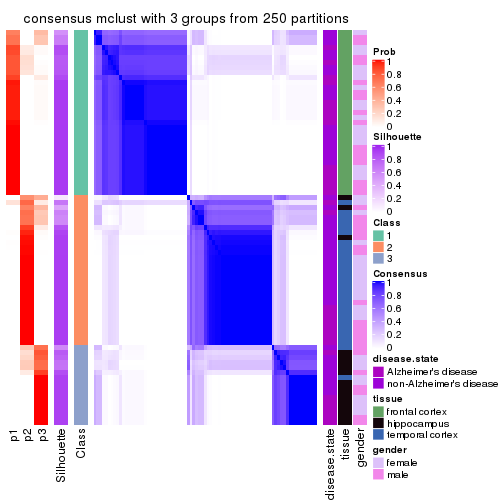 consensus mclust with 3 groups from 250 partitions
Prob
1
0.8
0.6
0.4
0.2
0
Silhouette
1
0.8
0.6
0.4
0.2
0
Class
1
2
3
Consensus
1
0.8
0.6
0.4
0.2
0
disease.state
Alzheimer's disease
non-Alzheimer's disease
tissue
frontal cortex
hippocampus
temporal cortex
gender
female
male
p1
p2
p3
Silhouette
Class
disease.state
tissue
gender